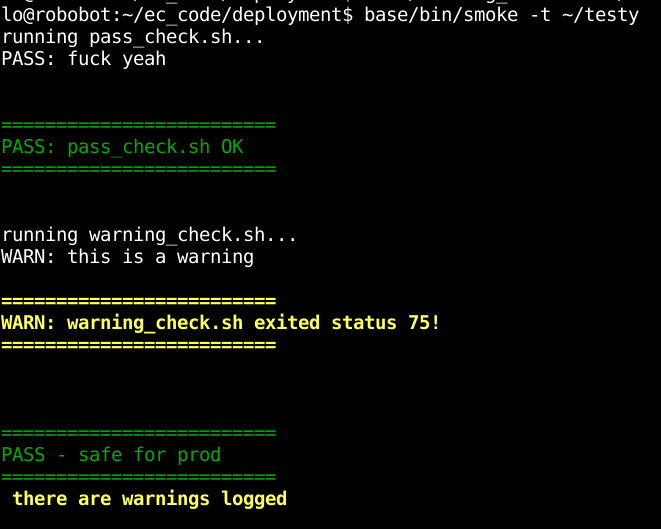 lo@robobot:~/ec_code/deployment$ base/bin/smoke -t ~/testy
running pass_check.sh...
PASS: fuck yeah
=========================
PASS: pass_check.sh OK
=========================
running warning_check.sh...
WARN: this is a warning
=========================
WARN: warning_check.sh exited status 75!
=========================
=========================
PASS - safe for prod
=========================
there are warnings logged